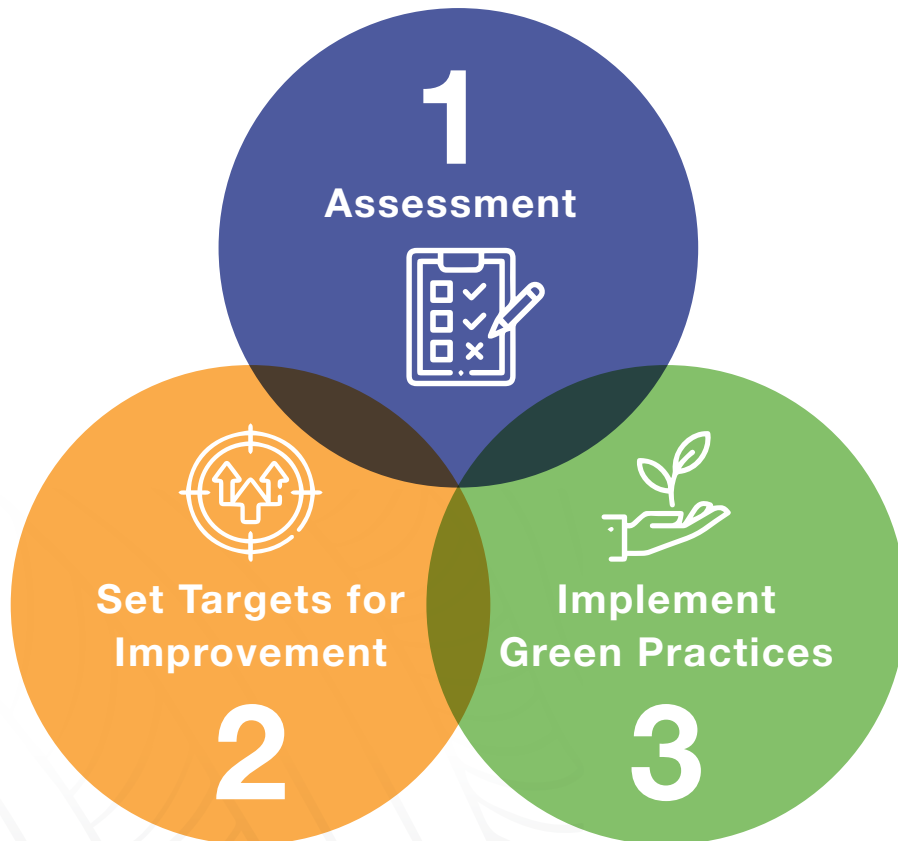 1
Assessment
Set Targets for
Improvement
2
Implement
Green Practices
3